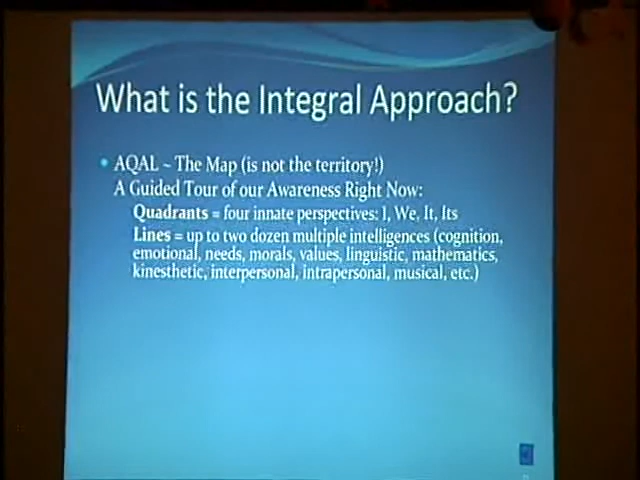 What is the Integral Approach?
AQAL ~ The Map (is not the territory!)
A Guided Tour of our Awareness Right Now:
Quadrants = four innate perspectives: I, We, It, Its
Lines = up to two dozen multiple intelligences (cognition,
emotional, needs, morals, values, linguistic, mathematics,
kinesthetic, interpersonal, intrapersonal, musical, etc.)